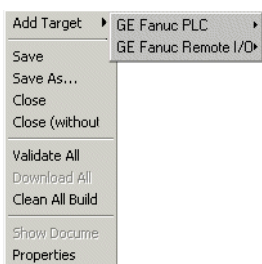 Add Target
GE Fanuc PLC
GE Fanuc Remote I/O
Save
Save As...
Close
Close (without
Validate All
Download All
Clean All Build
Show Docume
Properties